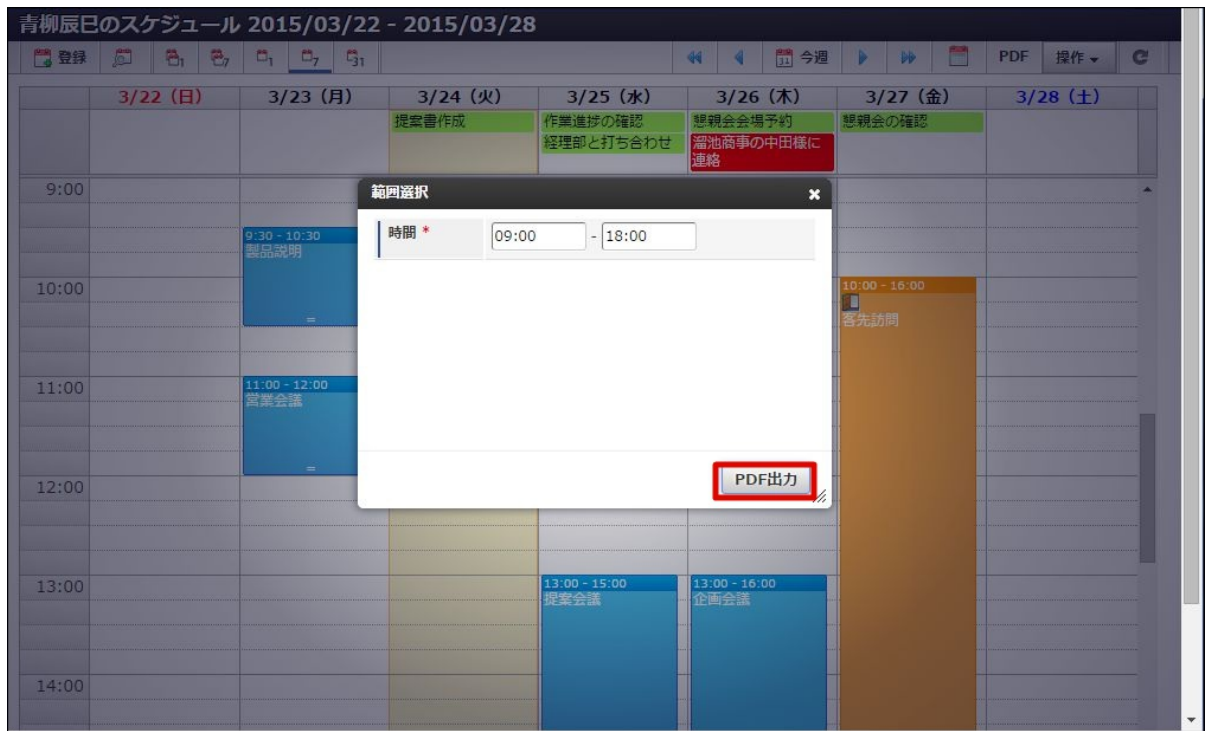 青柳辰巳のスケジュール 2015/03/22 - 2015/03/28
登録 1 7 1 7 31 31 今週 PDF 操作
3/22（日） 3/23（月） 3/24（火） 3/25（水） 3/26（木） 3/27（金） 3/28（土）
提案書作成 作業進捗の確認 懇親会会場予約 懇親会の確認
経理部と打ち合わせ 溜池商事の中田様に
連絡
9:00
範囲選択
時間 * 09:00 - 18:00
9:30 - 10:30
製品説明
10:00
10:00 - 16:00
客先訪問
11:00
11:00 - 12:00
営業会議
PDF出力
12:00
13:00
13:00 - 15:00 13:00 - 16:00
提案会議 企画会議
14:00